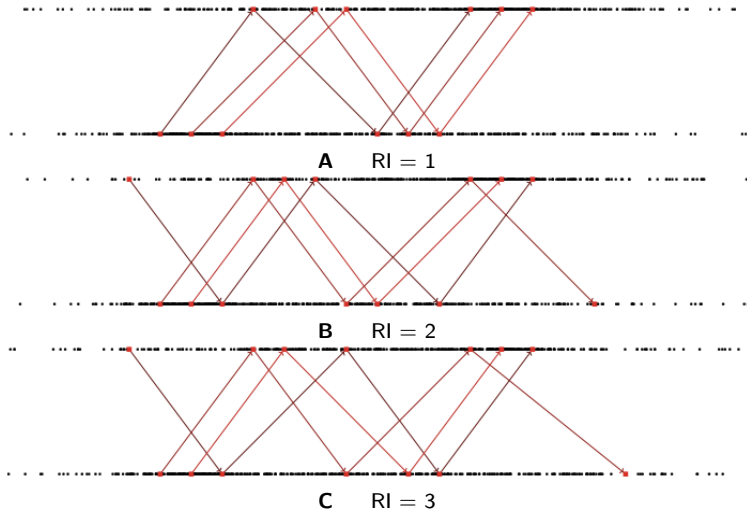 A RI = 1
B RI = 2
C RI = 3